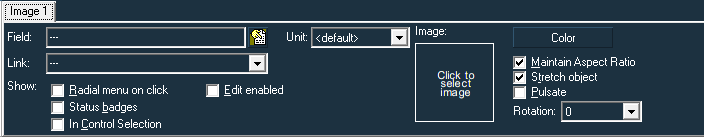 Image 1
Field: ---
Unit: <default>
Image:
Color
Link: ---
Click to
select
image
Maintain Aspect Ratio
Stretch object
Pulsate
Show:
Radial menu on click
Edit enabled
Status badges
In Control Selection
Rotation: 0